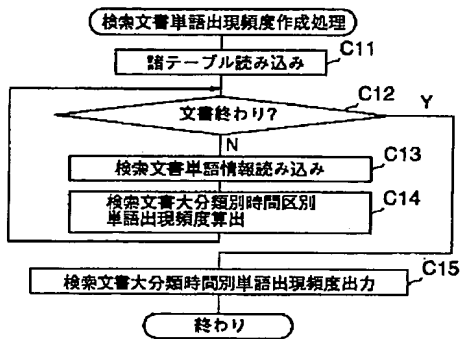 検索文書単語出現頻度作成処理
諸テーブル読み込み
C11
文書終わり?
C12
Y
N
検索文書単語情報読み込み
C13
検索文書大分類別時間区別
単語出現頻度算出
C14
検索文書大分類時間別単語出現頻度出力
C15
終わり